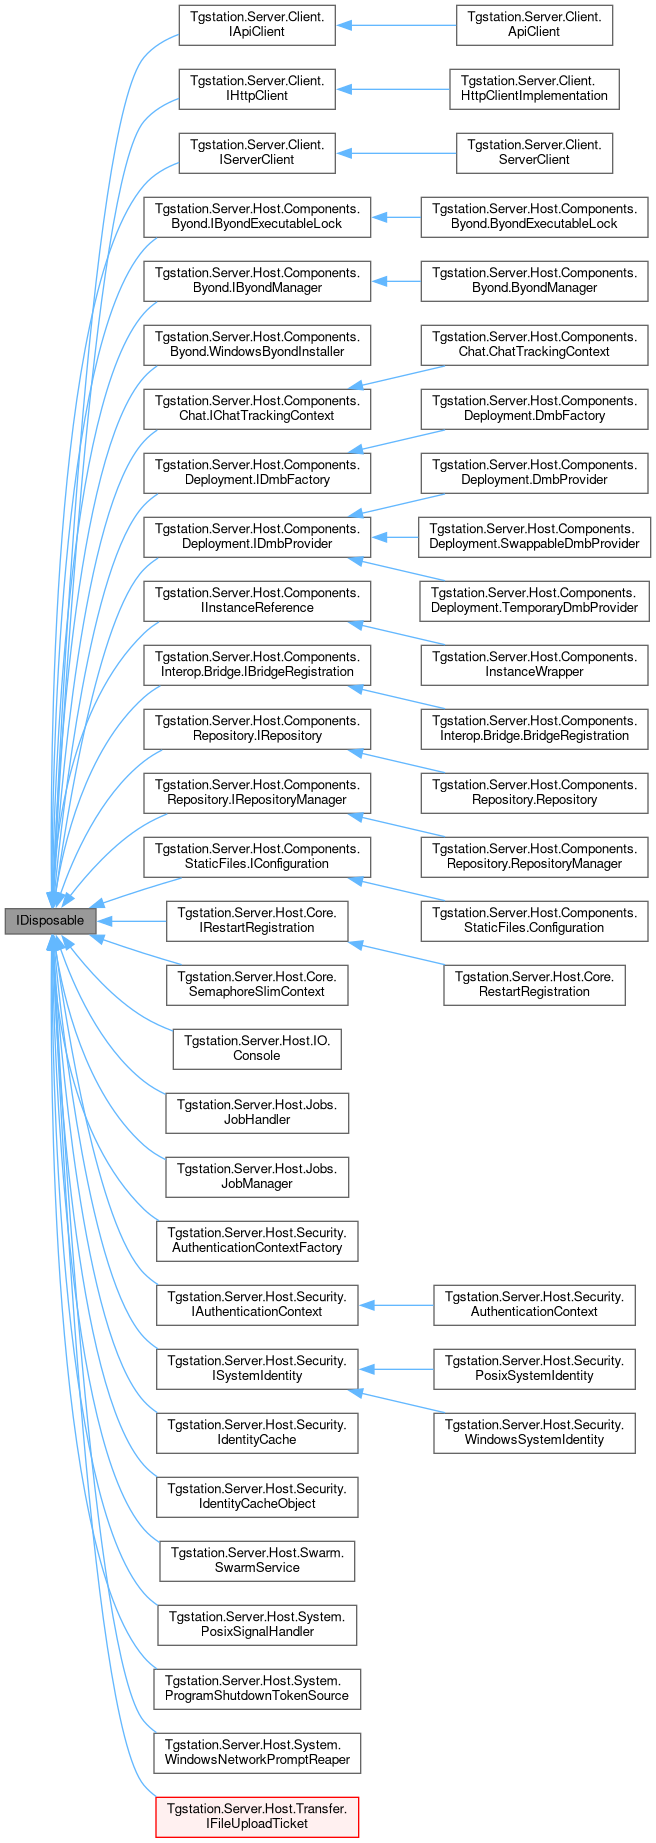 Tgstation.Server.Client.
IApiClient
Tgstation.Server.Client.
ApiClient
Tgstation.Server.Client.
IHttpClient
Tgstation.Server.Client.
HttpClientImplementation
Tgstation.Server.Client.
IServerClient
Tgstation.Server.Client.
ServerClient
Tgstation.Server.Host.Components.
Byond.IByondExecutableLock
Tgstation.Server.Host.Components.
Byond.ByondExecutableLock
Tgstation.Server.Host.Components.
Byond.IByondManager
Tgstation.Server.Host.Components.
Byond.ByondManager
Tgstation.Server.Host.Components.
Byond.WindowsByondInstaller
Tgstation.Server.Host.Components.
Chat.ChatTrackingContext
Tgstation.Server.Host.Components.
Chat.IChatTrackingContext
Tgstation.Server.Host.Components.
Deployment.DmbFactory
Tgstation.Server.Host.Components.
Deployment.IDmbFactory
Tgstation.Server.Host.Components.
Deployment.DmbProvider
Tgstation.Server.Host.Components.
Deployment.IDmbProvider
Tgstation.Server.Host.Components.
Deployment.SwappableDmbProvider
Tgstation.Server.Host.Components.
IInstanceReference
Tgstation.Server.Host.Components.
Deployment.TemporaryDmbProvider
Tgstation.Server.Host.Components.
Interop.Bridge.IBridgeRegistration
Tgstation.Server.Host.Components.
InstanceWrapper
Tgstation.Server.Host.Components.
Repository.IRepository
Tgstation.Server.Host.Components.
Interop.Bridge.BridgeRegistration
Tgstation.Server.Host.Components.
Repository.IRepositoryManager
Tgstation.Server.Host.Components.
Repository.Repository
Tgstation.Server.Host.Components.
StaticFiles.IConfiguration
Tgstation.Server.Host.Components.
Repository.RepositoryManager
IDisposable
Tgstation.Server.Host.Core.
IRestartRegistration
Tgstation.Server.Host.Components.
StaticFiles.Configuration
Tgstation.Server.Host.Core.
SemaphoreSlimContext
Tgstation.Server.Host.Core.
RestartRegistration
Tgstation.Server.Host.IO.
Console
Tgstation.Server.Host.Jobs.
JobHandler
Tgstation.Server.Host.Jobs.
JobManager
Tgstation.Server.Host.Security.
AuthenticationContextFactory
Tgstation.Server.Host.Security.
IAuthenticationContext
Tgstation.Server.Host.Security.
AuthenticationContext
Tgstation.Server.Host.Security.
ISystemIdentity
Tgstation.Server.Host.Security.
PosixSystemIdentity
Tgstation.Server.Host.Security.
IdentityCache
Tgstation.Server.Host.Security.
WindowsSystemIdentity
Tgstation.Server.Host.Security.
IdentityCacheObject
Tgstation.Server.Host.Swarm.
SwarmService
Tgstation.Server.Host.System.
PosixSignalHandler
Tgstation.Server.Host.System.
ProgramShutdownTokenSource
Tgstation.Server.Host.System.
WindowsNetworkPromptReaper
Tgstation.Server.Host.Transfer.
IFileUploadTicket